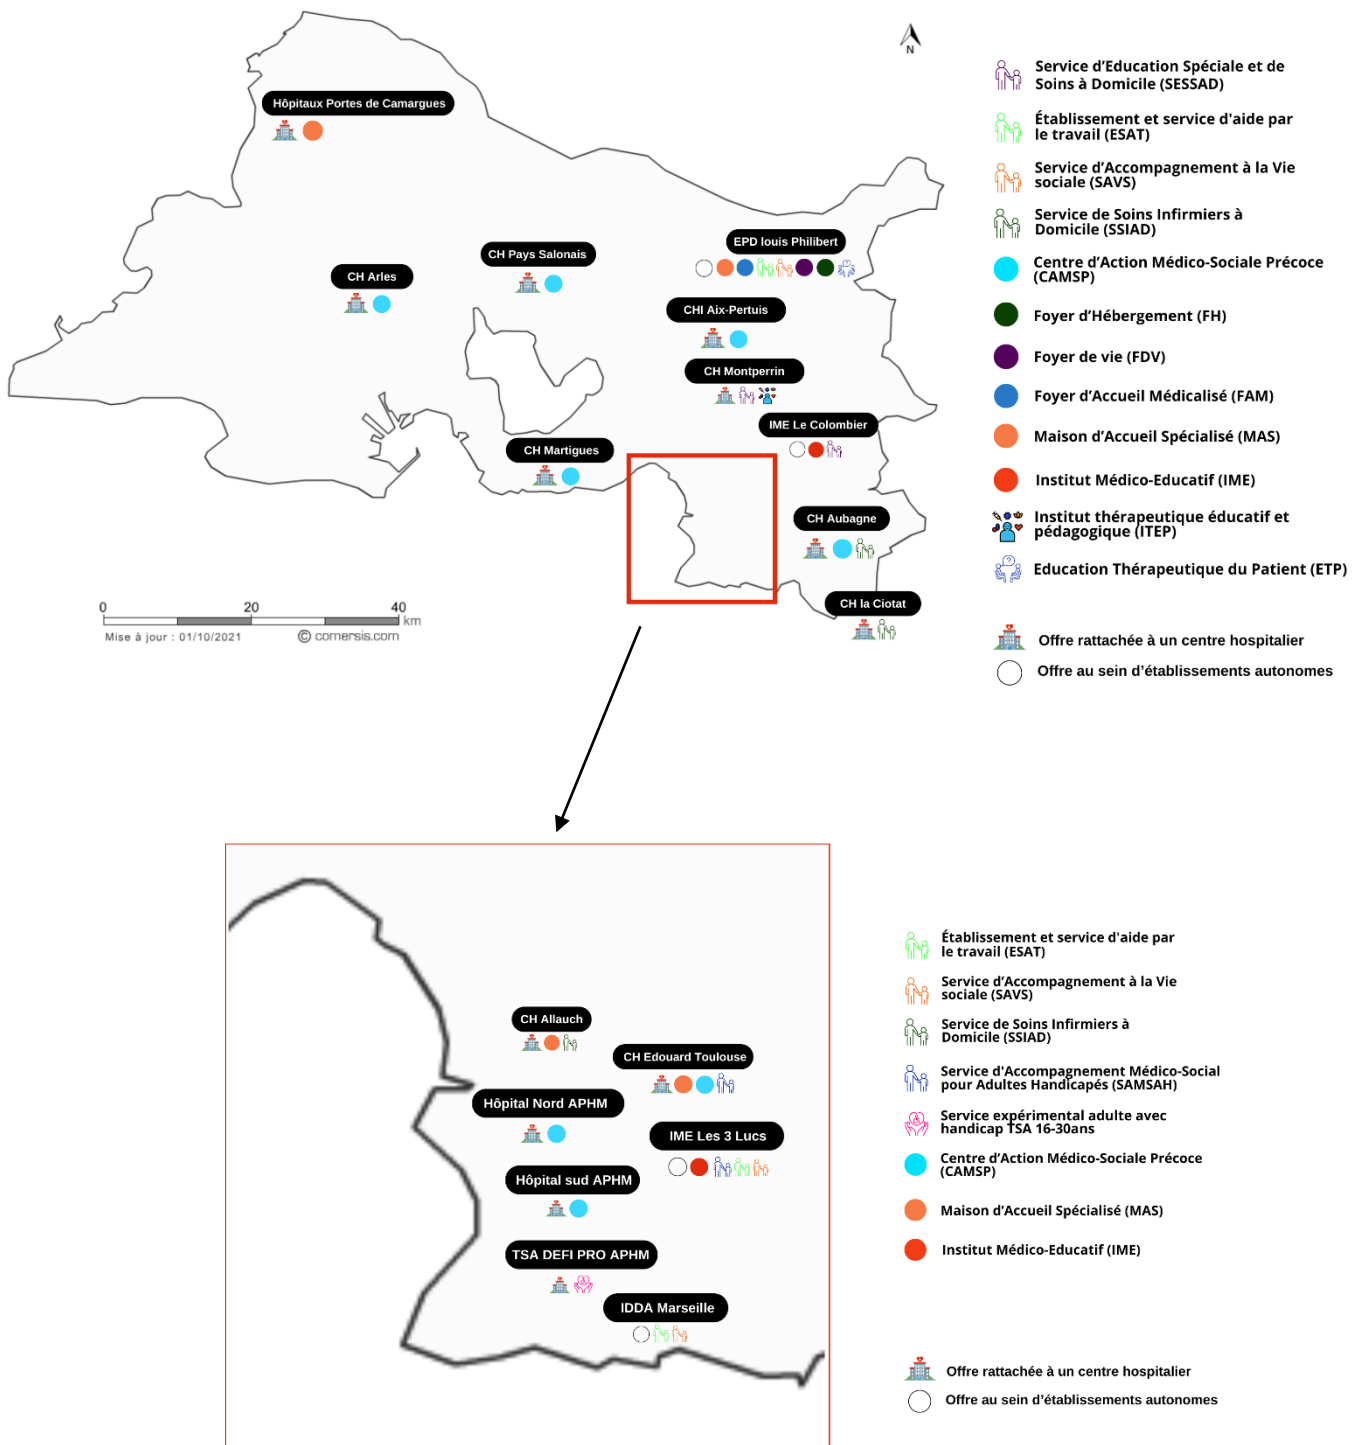 N
Hôpitaux Portes de Camargues
CH Pays Salonais
CH Arles
EPD louis Philibert
CHI Aix-Pertuis
CH Montperrin
IME Le Colombier
CH Martigues
CH Aubagne
CH la Ciotat
0 20 40
km
Mise à jour : 01/10/2021 © comersis.com
Service d'Education Spéciale et de
Soins à Domicile (SESSAD)
Établissement et service d'aide par
le travail (ESAT)
Service d'Accompagnement à la Vie
sociale (SAVS)
Service de Soins Infirmiers à
Domicile (SSIAD)
Centre d'Action Médico-Sociale Précoce
(CAMSP)
Foyer d'Hébergement (FH)
Foyer de vie (FDV)
Foyer d'Accueil Médicalisé (FAM)
Maison d'Accueil Spécialisé (MAS)
Institut Médico-Educatif (IME)
Institut thérapeutique éducatif et
pédagogique (ITEP)
Education Thérapeutique du Patient (ETP)
Offre rattachée à un centre hospitalier
Offre au sein d'établissements autonomes
CH Allauch
CH Edouard Toulouse
Hôpital Nord APHM
IME Les 3 Lucs
Hôpital sud APHM
TSA DEFI PRO APHM
IDDA Marseille
Établissement et service d'aide par
le travail (ESAT)
Service d'Accompagnement à la Vie
sociale (SAVS)
Service de Soins Infirmiers à
Domicile (SSIAD)
Service d'Accompagnement Médico-Social
pour Adultes Handicapés (SAMSAH)
Service expérimental adulte avec
handicap TSA 16-30ans
Centre d'Action Médico-Sociale Précoce
(CAMSP)
Maison d'Accueil Spécialisé (MAS)
Institut Médico-Educatif (IME)
Offre rattachée à un centre hospitalier
Offre au sein d'établissements autonomes